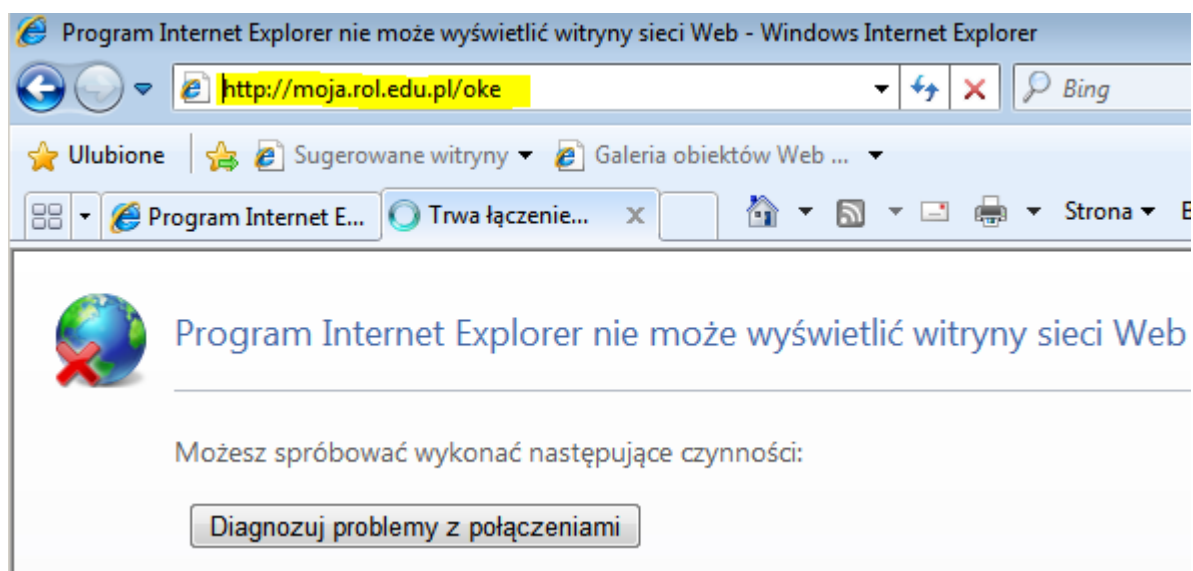 Program Internet Explorer nie może wyświetlić witryny sieci Web - Windows Internet Explorer
http://moja.rol.edu.pl/oke
Bing
Ulubione
Sugerowane witryny
Galeria obiektów Web ...
Program Internet E...
Trwa łączenie...
x
Strona
Program Internet Explorer nie może wyświetlić witryny sieci Web
Możesz spróbować wykonać następujące czynności:
Diagnozuj problemy z połączeniami